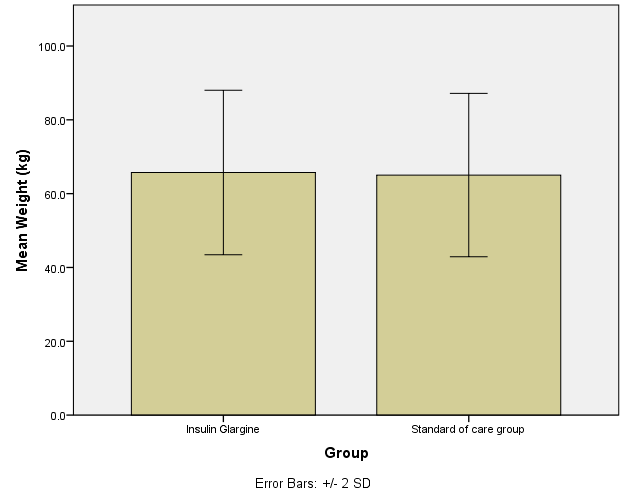 Mean Weight (kg)
100.0
80.0
60.0
40.0
20.0
0.0
Insulin Glargine
Standard of care group
Group
Error Bars: +/- 2 SD